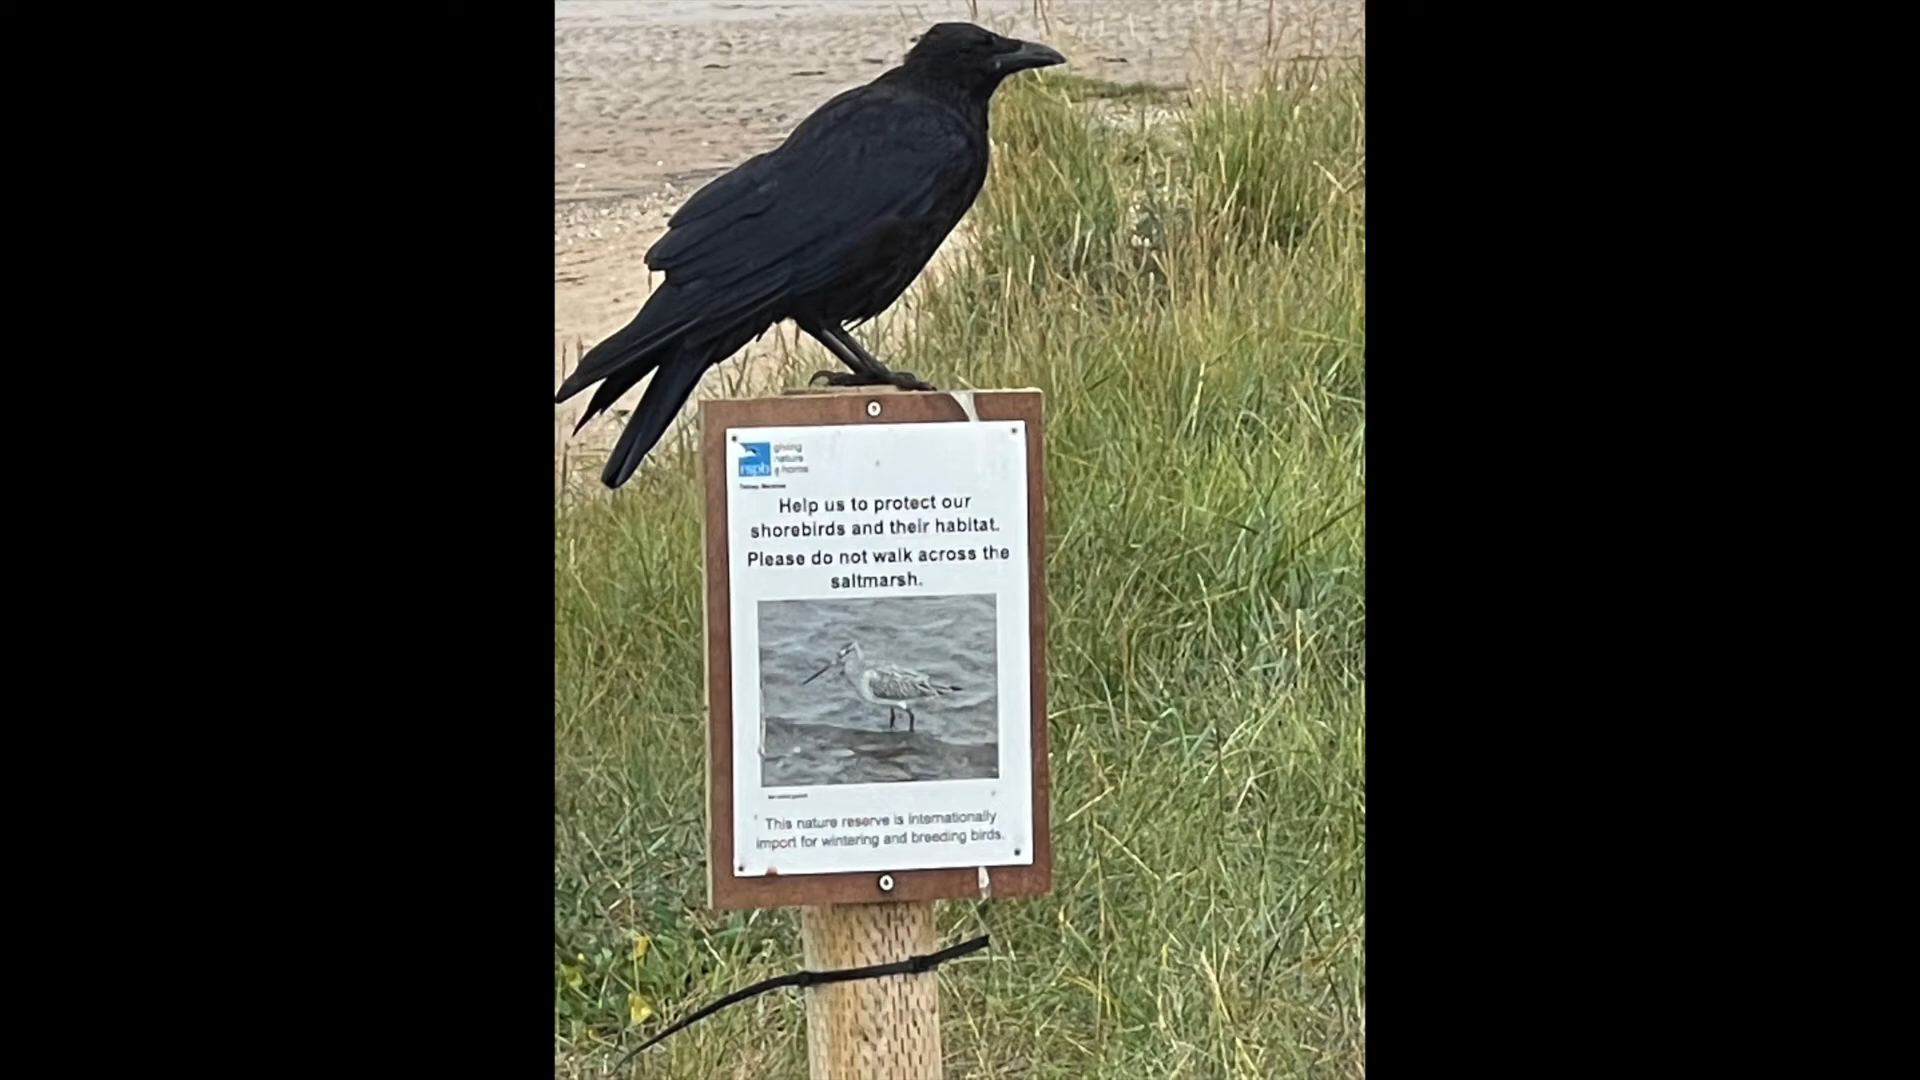 rspb
giving
nature
a home
Help us to protect our
shorebirds and their habitat.
Please do not walk across the
saltmarsh.
This nature reserve is internationally
import for wintering and breeding birds.